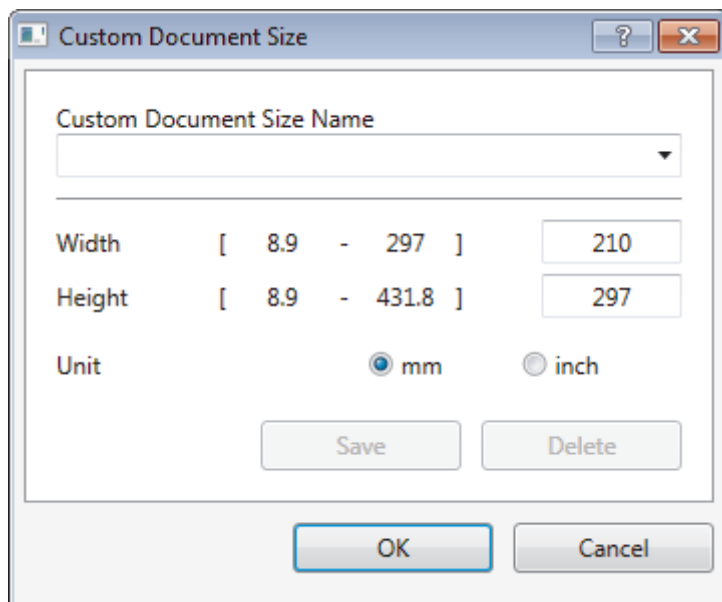 Custom Document Size
Custom Document Size Name
Width [ 8.9 - 297 ] 210
Height [ 8.9 - 431.8 ] 297
Unit mm inch
Save Delete
OK Cancel